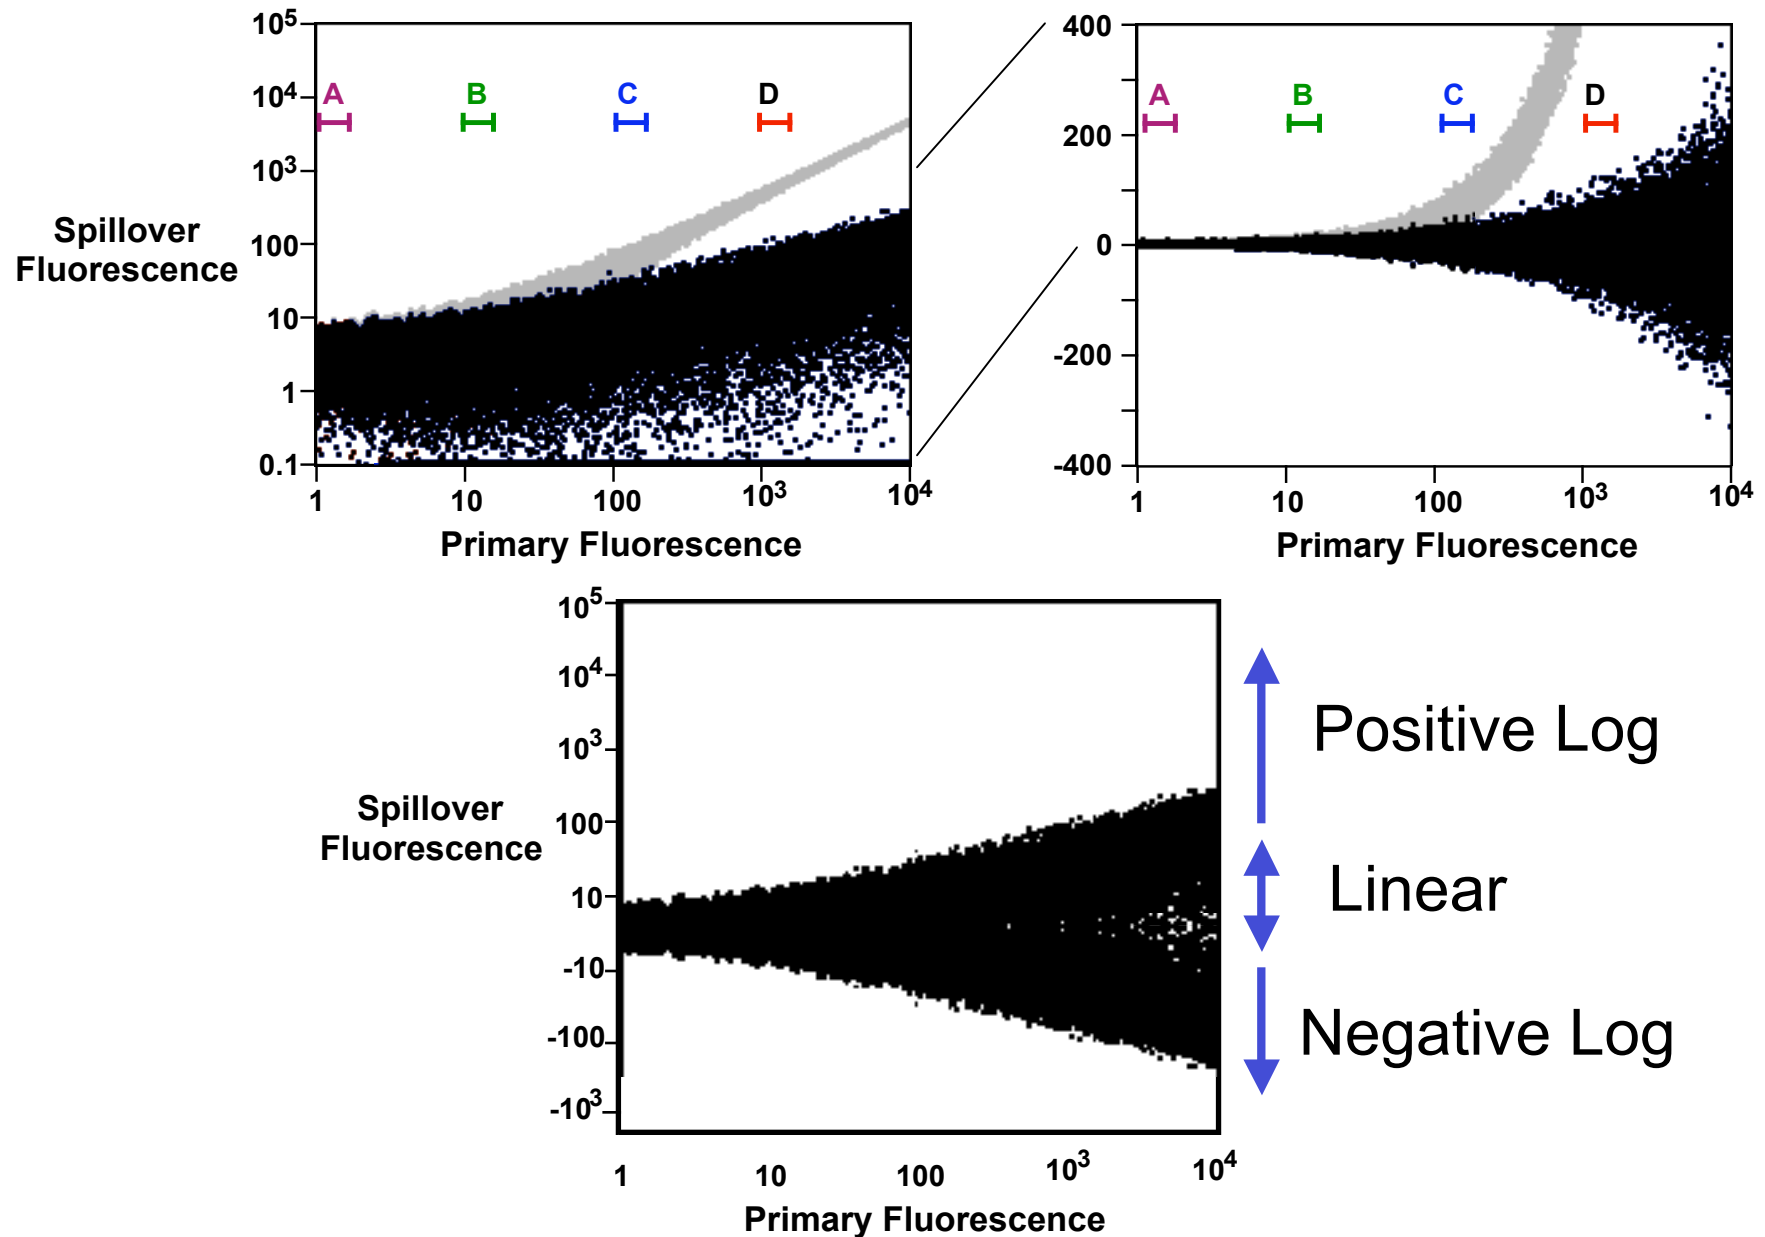 10^5
10^4
10^3
100
10
1
0.1
A B C D
Spillover
Fluorescence
1 10 100 10^3 10^4
Primary Fluorescence
400
200
0
-200
-400
A B C D
1 10 100 10^3 10^4
Primary Fluorescence
10^5
10^4
10^3
100
10
-10
-100
-10^3
Spillover
Fluorescence
Positive Log
Linear
Negative Log
1 10 100 10^3 10^4
Primary Fluorescence